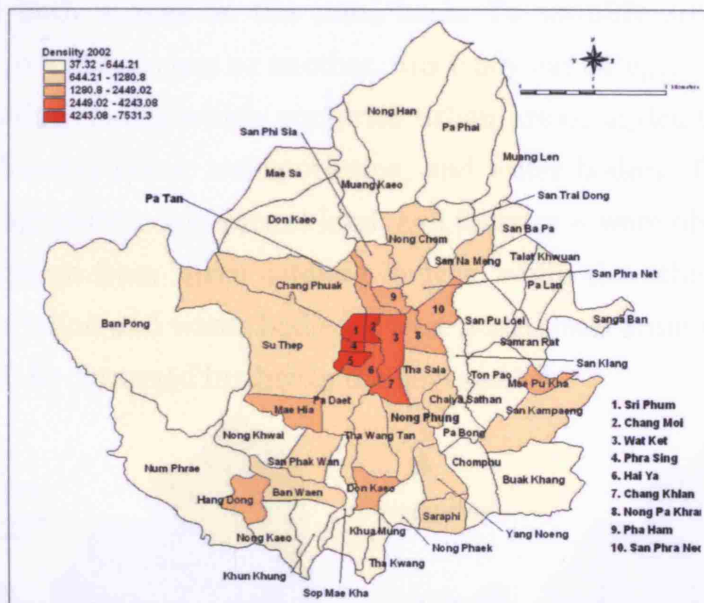 Densiity 2002
37.32 - 644.21
644.21 - 1280.8
1280.8 - 2449.02
2449.02 - 4243.08
4243.08 - 7531.3
Nong Han
Pa Phai
San Phi Sia
Muang Len
Mae Sa
Muang Kaeo
Pa Tan
San Trai Dong
Don Kaeo
San Ba Pa
Nong Chem
Talat Khwuan
San Na Meng
San Phra Net
Chang Phuak
Pa Lan
9
10
Ban Pong
San Pu Loei
Sanga Ban
1
2
3
8
Samran Rat
Su Thep
4
5
6
San Klang
Tha Sala
Ton Pao
7
Mae Pu Kha
Pa Daet
Chaiya Sathan
San Kampaeng
Mae Hia
Nong Phung
1. Sri Phum
Nong Khwai
Tha Wang Tan
Pa Bong
2. Chang Moi
3. Wat Ket
Num Phrae
San Phak Wan
Chomphu
4. Phra Sing
Buak Khang
5. Hai Ya
Hang Dong
Ban Waen
Don Kaeo
7. Chang Khlan
8. Nong Pa Khra
Saraphi
9. Pha Ham
Nong Kaeo
Khua Mung
Yang Noeng
10. San Phra Ne
Nong Phaek
Khun Khung
Tha Kwang
Sop Mae Kha